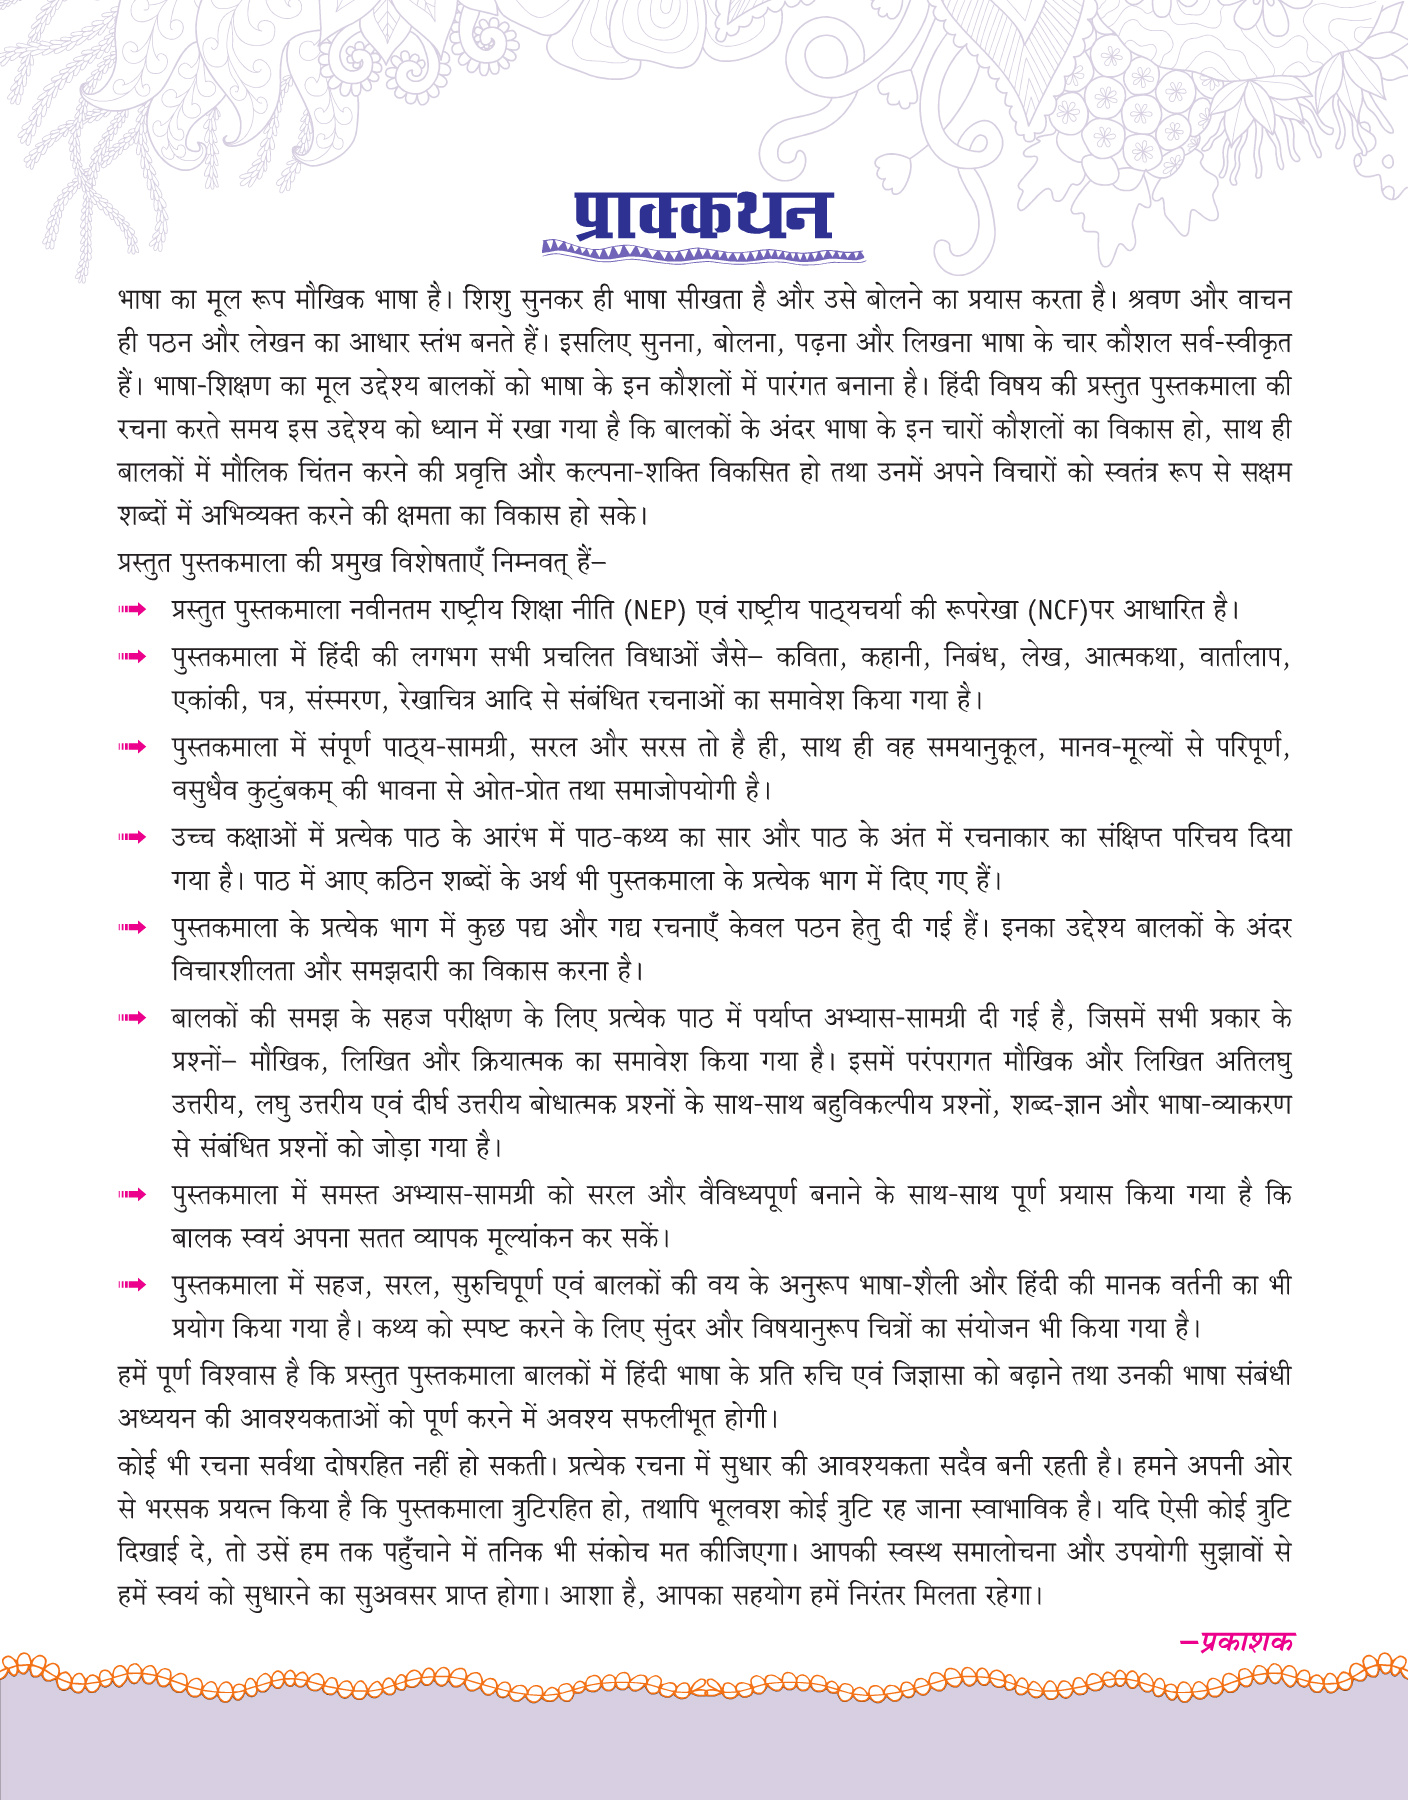 प्राक्कथन
भाषा का मूल रूप मौखिक भाषा है। शिशु सुनकर ही भाषा सीखता है और उसे बोलने का प्रयास करता है। श्रवण और वाचन
ही पठन और लेखन का आधार स्तंभ बनते हैं। इसलिए सुनना, बोलना, पढ़ना और लिखना भाषा के चार कौशल सर्व-स्वीकृत
हैं। भाषा-शिक्षण का मूल उद्देश्य बालकों को भाषा के इन कौशलों में पारंगत बनाना है। हिंदी विषय की प्रस्तुत पुस्तकमाला की
रचना करते समय इस उद्देश्य को ध्यान में रखा गया है कि बालकों के अंदर भाषा के इन चारों कौशलों का विकास हो, साथ ही
बालकों में मौलिक चिंतन करने की प्रवृत्ति और कल्पना-शक्ति विकसित हो तथा उनमें अपने विचारों को स्वतंत्र रूप से सक्षम
शब्दों में अभिव्यक्त करने की क्षमता का विकास हो सके।
प्रस्तुत पुस्तकमाला की प्रमुख विशेषताएँ निम्नवत् हैं–
प्रस्तुत पुस्तकमाला नवीनतम राष्ट्रीय शिक्षा नीति (NEP) एवं राष्ट्रीय पाठ्यचर्या की रूपरेखा (NCF)पर आधारित है।
पुस्तकमाला में हिंदी की लगभग सभी प्रचलित विधाओं जैसे– कविता, कहानी, निबंध, लेख, आत्मकथा, वार्तालाप,
एकांकी, पत्र, संस्मरण, रेखाचित्र आदि से संबंधित रचनाओं का समावेश किया गया है।
पुस्तकमाला में संपूर्ण पाठ्य-सामग्री, सरल और सरस तो है ही, साथ ही वह समयानुकूल, मानव-मूल्यों से परिपूर्ण,
वसुधैव कुटुंबकम् की भावना से ओत-प्रोत तथा समाजोपयोगी है।
उच्च कक्षाओं में प्रत्येक पाठ के आरंभ में पाठ-कथ्य का सार और पाठ के अंत में रचनाकार का संक्षिप्त परिचय दिया
गया है। पाठ में आए कठिन शब्दों के अर्थ भी पुस्तकमाला के प्रत्येक भाग में दिए गए हैं।
पुस्तकमाला के प्रत्येक भाग में कुछ पद्य और गद्य रचनाएँ केवल पठन हेतु दी गई हैं। इनका उद्देश्य बालकों के अंदर
विचारशीलता और समझदारी का विकास करना है।
बालकों की समझ के सहज परीक्षण के लिए प्रत्येक पाठ में पर्याप्त अभ्यास-सामग्री दी गई है, जिसमें सभी प्रकार के
प्रश्नों– मौखिक, लिखित और क्रियात्मक का समावेश किया गया है। इसमें परंपरागत मौखिक और लिखित अतिलघु
उत्तरीय, लघु उत्तरीय एवं दीर्घ उत्तरीय बोधात्मक प्रश्नों के साथ-साथ बहुविकल्पीय प्रश्नों, शब्द-ज्ञान और भाषा-व्याकरण
से संबंधित प्रश्नों को जोड़ा गया है।
पुस्तकमाला में समस्त अभ्यास-सामग्री को सरल और वैविध्यपूर्ण बनाने के साथ-साथ पूर्ण प्रयास किया गया है कि
बालक स्वयं अपना सतत व्यापक मूल्यांकन कर सकें।
पुस्तकमाला में सहज, सरल, सुरुचिपूर्ण एवं बालकों की वय के अनुरूप भाषा-शैली और हिंदी की मानक वर्तनी का भी
प्रयोग किया गया है। कथ्य को स्पष्ट करने के लिए सुंदर और विषयानुरूप चित्रों का संयोजन भी किया गया है।
हमें पूर्ण विश्वास है कि प्रस्तुत पुस्तकमाला बालकों में हिंदी भाषा के प्रति रुचि एवं जिज्ञासा को बढ़ाने तथा उनकी भाषा संबंधी
अध्ययन की आवश्यकताओं को पूर्ण करने में अवश्य सफलीभूत होगी।
कोई भी रचना सर्वथा दोषरहित नहीं हो सकती। प्रत्येक रचना में सुधार की आवश्यकता सदैव बनी रहती है। हमने अपनी ओर
से भरसक प्रयत्न किया है कि पुस्तकमाला त्रुटिरहित हो, तथापि भूलवश कोई त्रुटि रह जाना स्वाभाविक है। यदि ऐसी कोई त्रुटि
दिखाई दे, तो उसें हम तक पहुँचाने में तनिक भी संकोच मत कीजिएगा। आपकी स्वस्थ समालोचना और उपयोगी सुझावों से
हमें स्वयं को सुधारने का सुअवसर प्राप्त होगा। आशा है, आपका सहयोग हमें निरंतर मिलता रहेगा।
–प्रकाशक